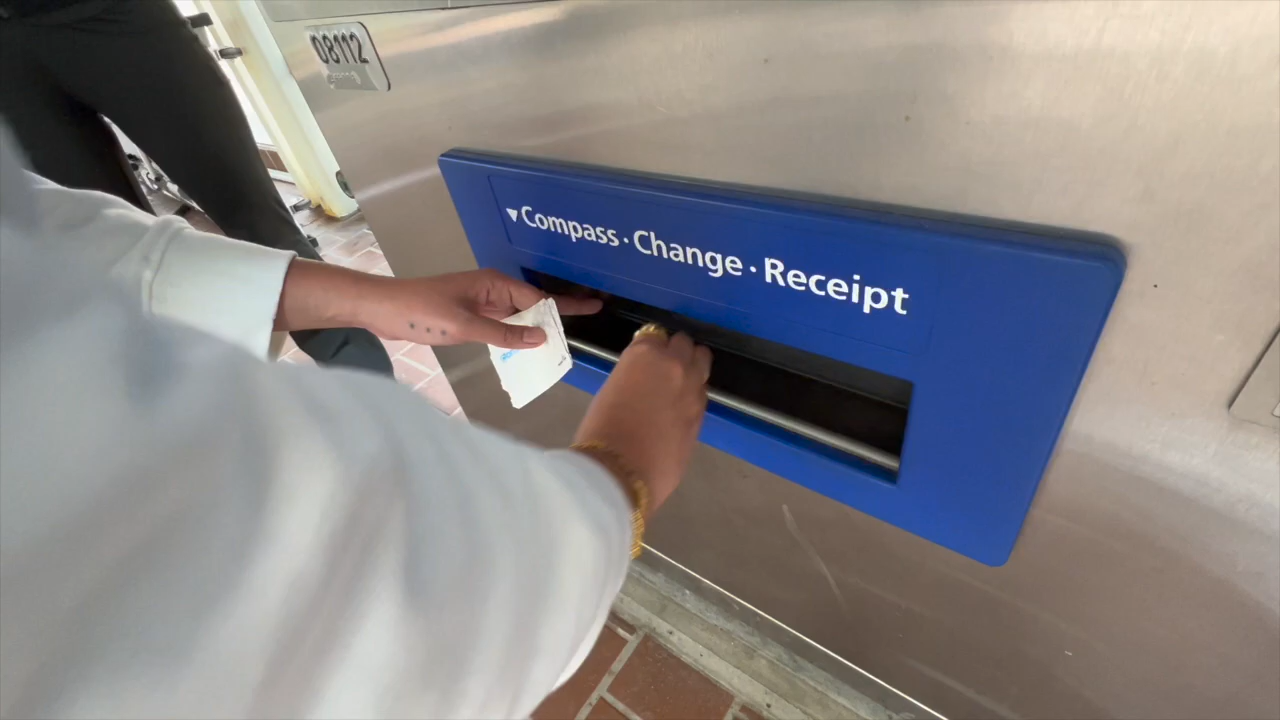 08112
▼Compass · Change · Receipt